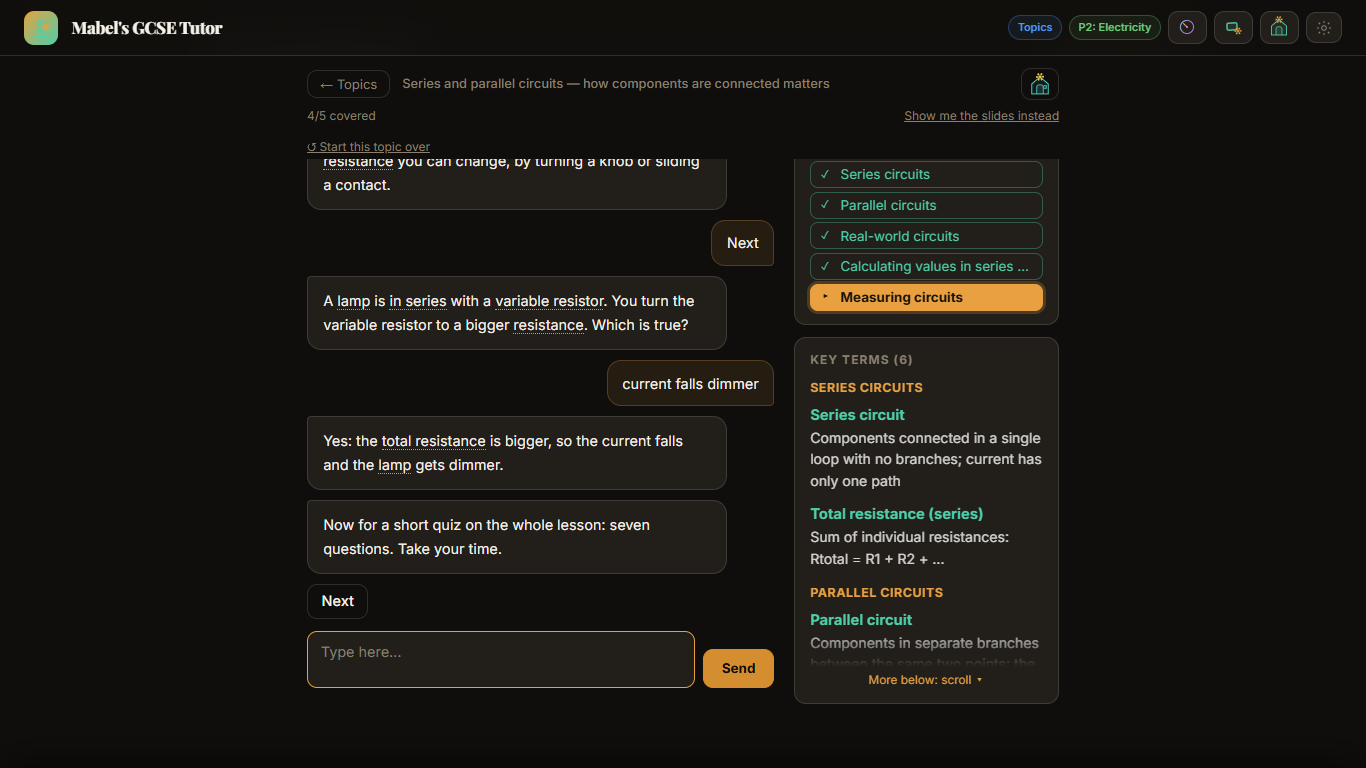 Mabel's GCSE Tutor
Topics
P2: Electricity
← Topics
Series and parallel circuits — how components are connected matters
4/5 covered
Show me the slides instead
↺ Start this topic over
resistance you can change, by turning a knob or sliding
a contact.
Next
A lamp is in series with a variable resistor. You turn the
variable resistor to a bigger resistance. Which is true?
current falls dimmer
Yes: the total resistance is bigger, so the current falls
and the lamp gets dimmer.
Now for a short quiz on the whole lesson: seven
questions. Take your time.
Next
Type here...
Send
✓ Series circuits
✓ Parallel circuits
✓ Real-world circuits
✓ Calculating values in series ...
‣ Measuring circuits
KEY TERMS (6)
SERIES CIRCUITS
Series circuit
Components connected in a single
loop with no branches; current has
only one path
Total resistance (series)
Sum of individual resistances:
Rtotal = R1 + R2 + ...
PARALLEL CIRCUITS
Parallel circuit
Components in separate branches
between the same two points; the
More below: scroll ▾